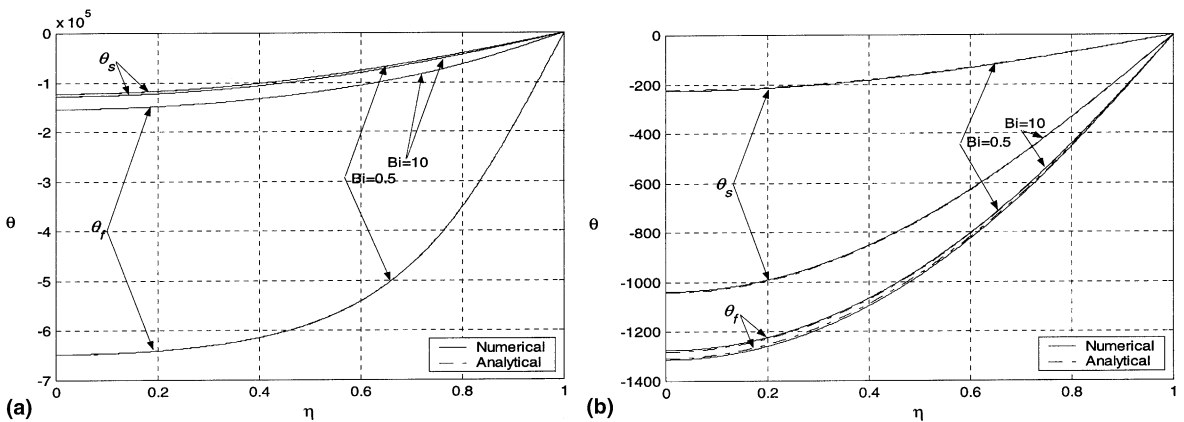 × 10⁵
0
-1
-2
-3
-4
-5
-6
-7
θ
0
0.2
0.4
0.6
0.8
1
η
θs
θf
Bi=10
Bi=0.5
Numerical
Analytical
(a)
0
-200
-400
-600
-800
-1000
-1200
-1400
θ
0
0.2
0.4
0.6
0.8
1
η
θs
θf
Bi=10
Bi=0.5
Numerical
Analytical
(b)